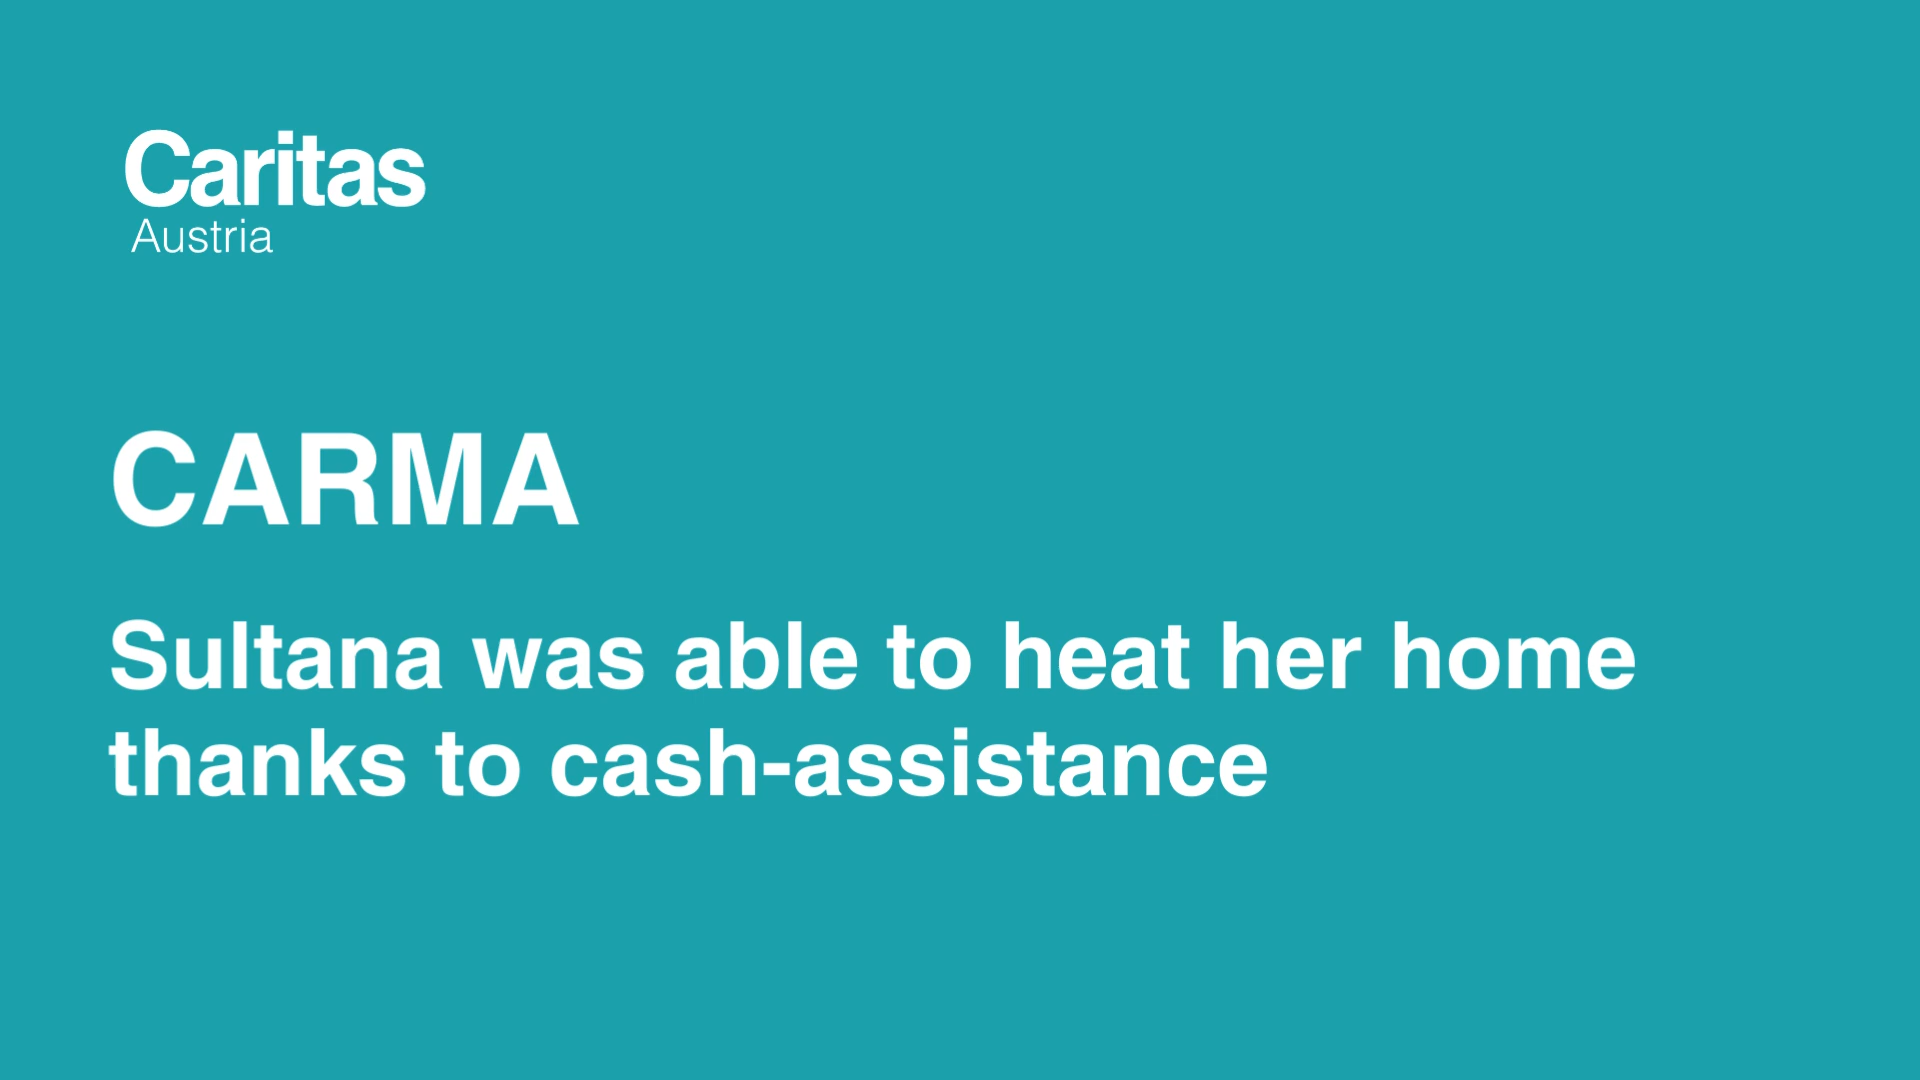 Caritas
Austria
CARMA
Sultana was able to heat her home
thanks to cash-assistance